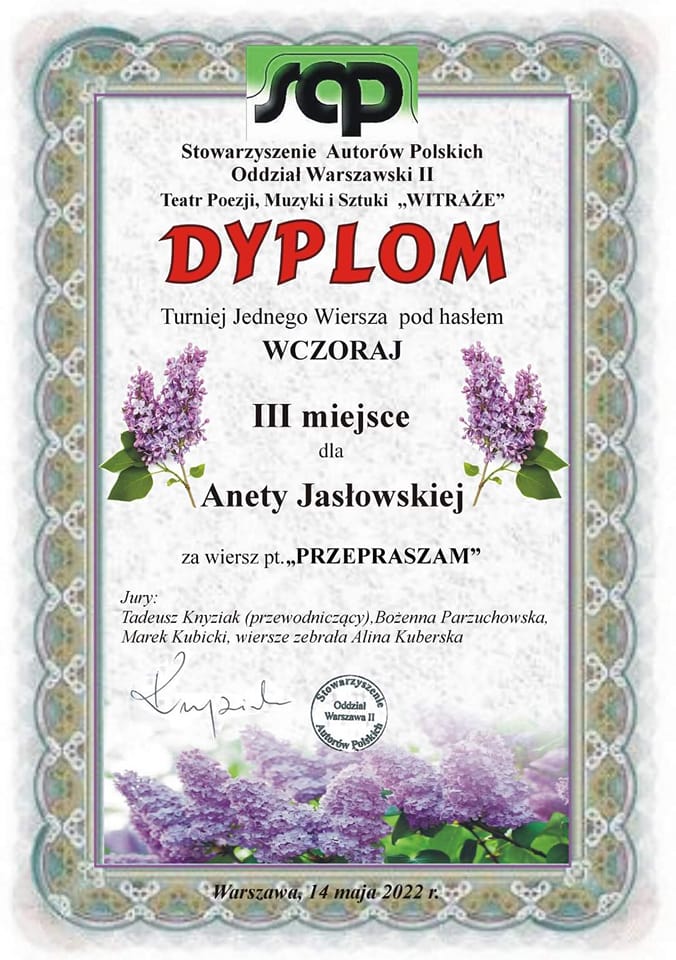 sap
Stowarzyszenie Autorów Polskich
Oddział Warszawski II
Teatr Poezji, Muzyki i Sztuki „WITRAŻE”
DYPLOM
Turniej Jednego Wiersza pod hasłem
WCZORAJ
III miejsce
dla
Anety Jasłowskiej
za wiersz pt.„PRZEPRASZAM”
Jury:
Tadeusz Knyziak (przewodniczący),Bożenna Parzuchowska,
Marek Kubicki, wiersze zebrała Alina Kuberska
Knyziak
Stowarzyszenie
Oddział
Warszawa II
Autorów Polskich
Warszawa, 14 maja 2022 r.